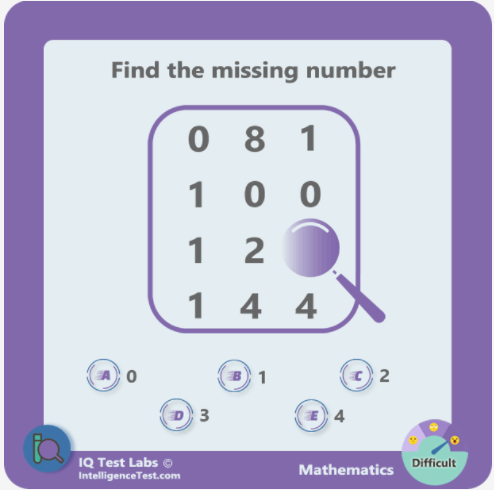 Find the missing number
0 8 1
1 0 0
1 2
1 4 4
A 0
B 1
C 2
D 3
E 4
IQ Test Labs ©
IntelligenceTest.com
Mathematics
Difficult